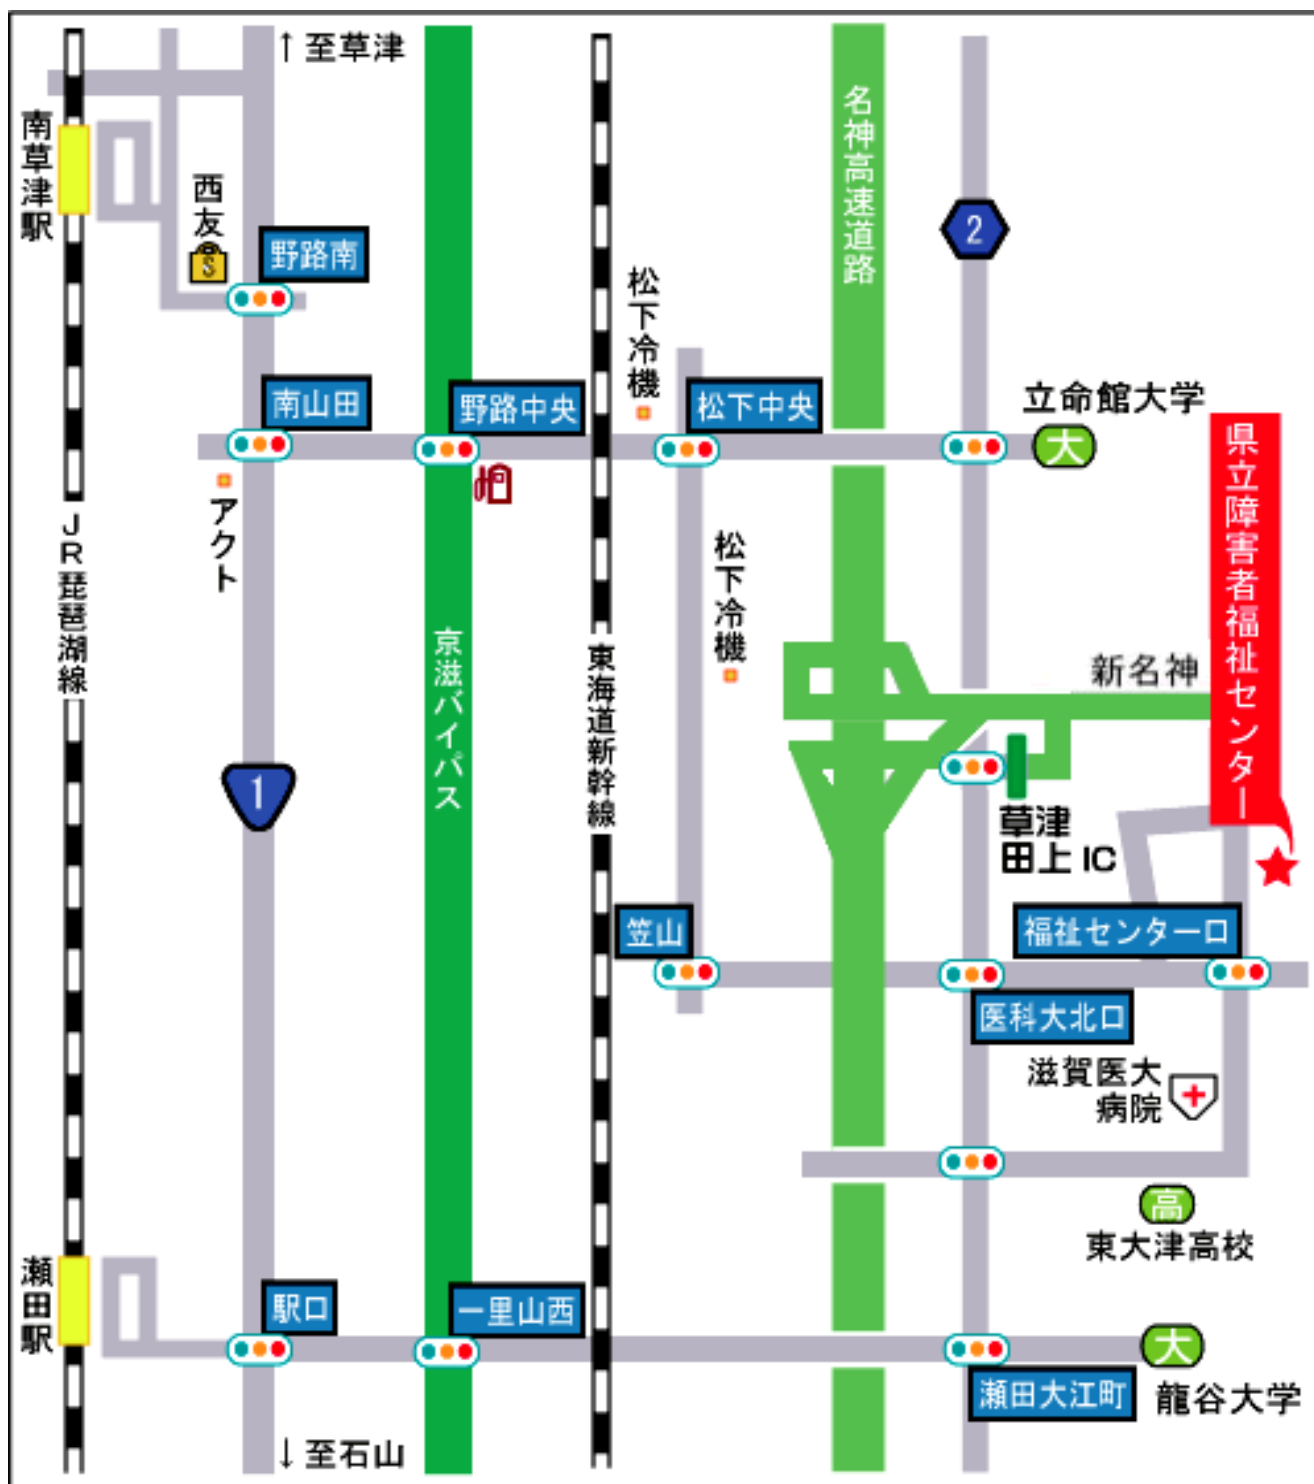 ↑至草津
南草津駅
西友
S
野路南
名神高速道路
2
松下冷機
南山田
野路中央
松下中央
立命館大学
大
県立障害者福祉センター
アクト
JR琵琶湖線
松下冷機
京滋バイパス
東海道新幹線
新名神
1
草津
田上IC
笠山
福祉センター口
医科大北口
滋賀医大
病院
高
東大津高校
瀬田駅
駅口
一里山西
大
瀬田大江町
龍谷大学
↓至石山